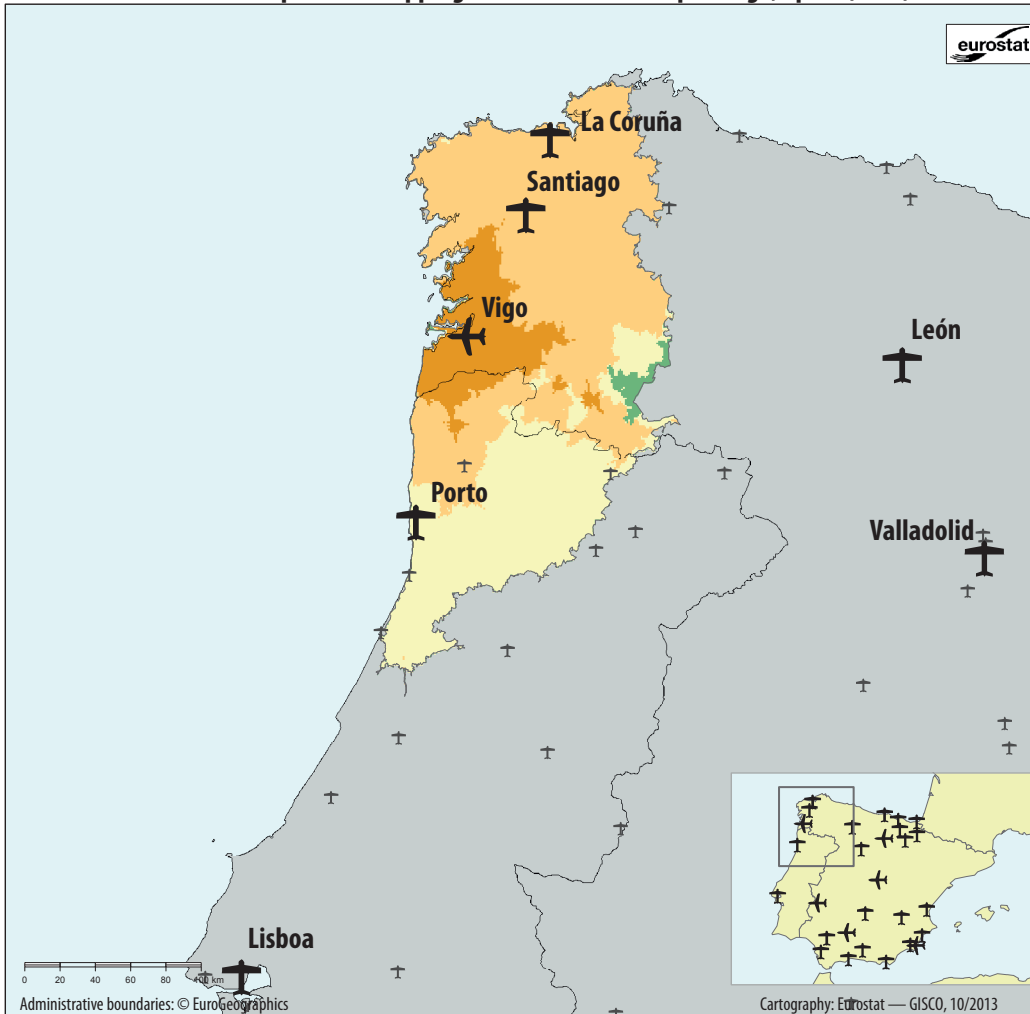 eurostat
La Coruña
Santiago
Vigo
León
Porto
Valladolid
Lisboa
0 20 40 60 80 km
Administrative boundaries: © EuroGeographics
Cartography: Eurostat — GISCO, 10/2013